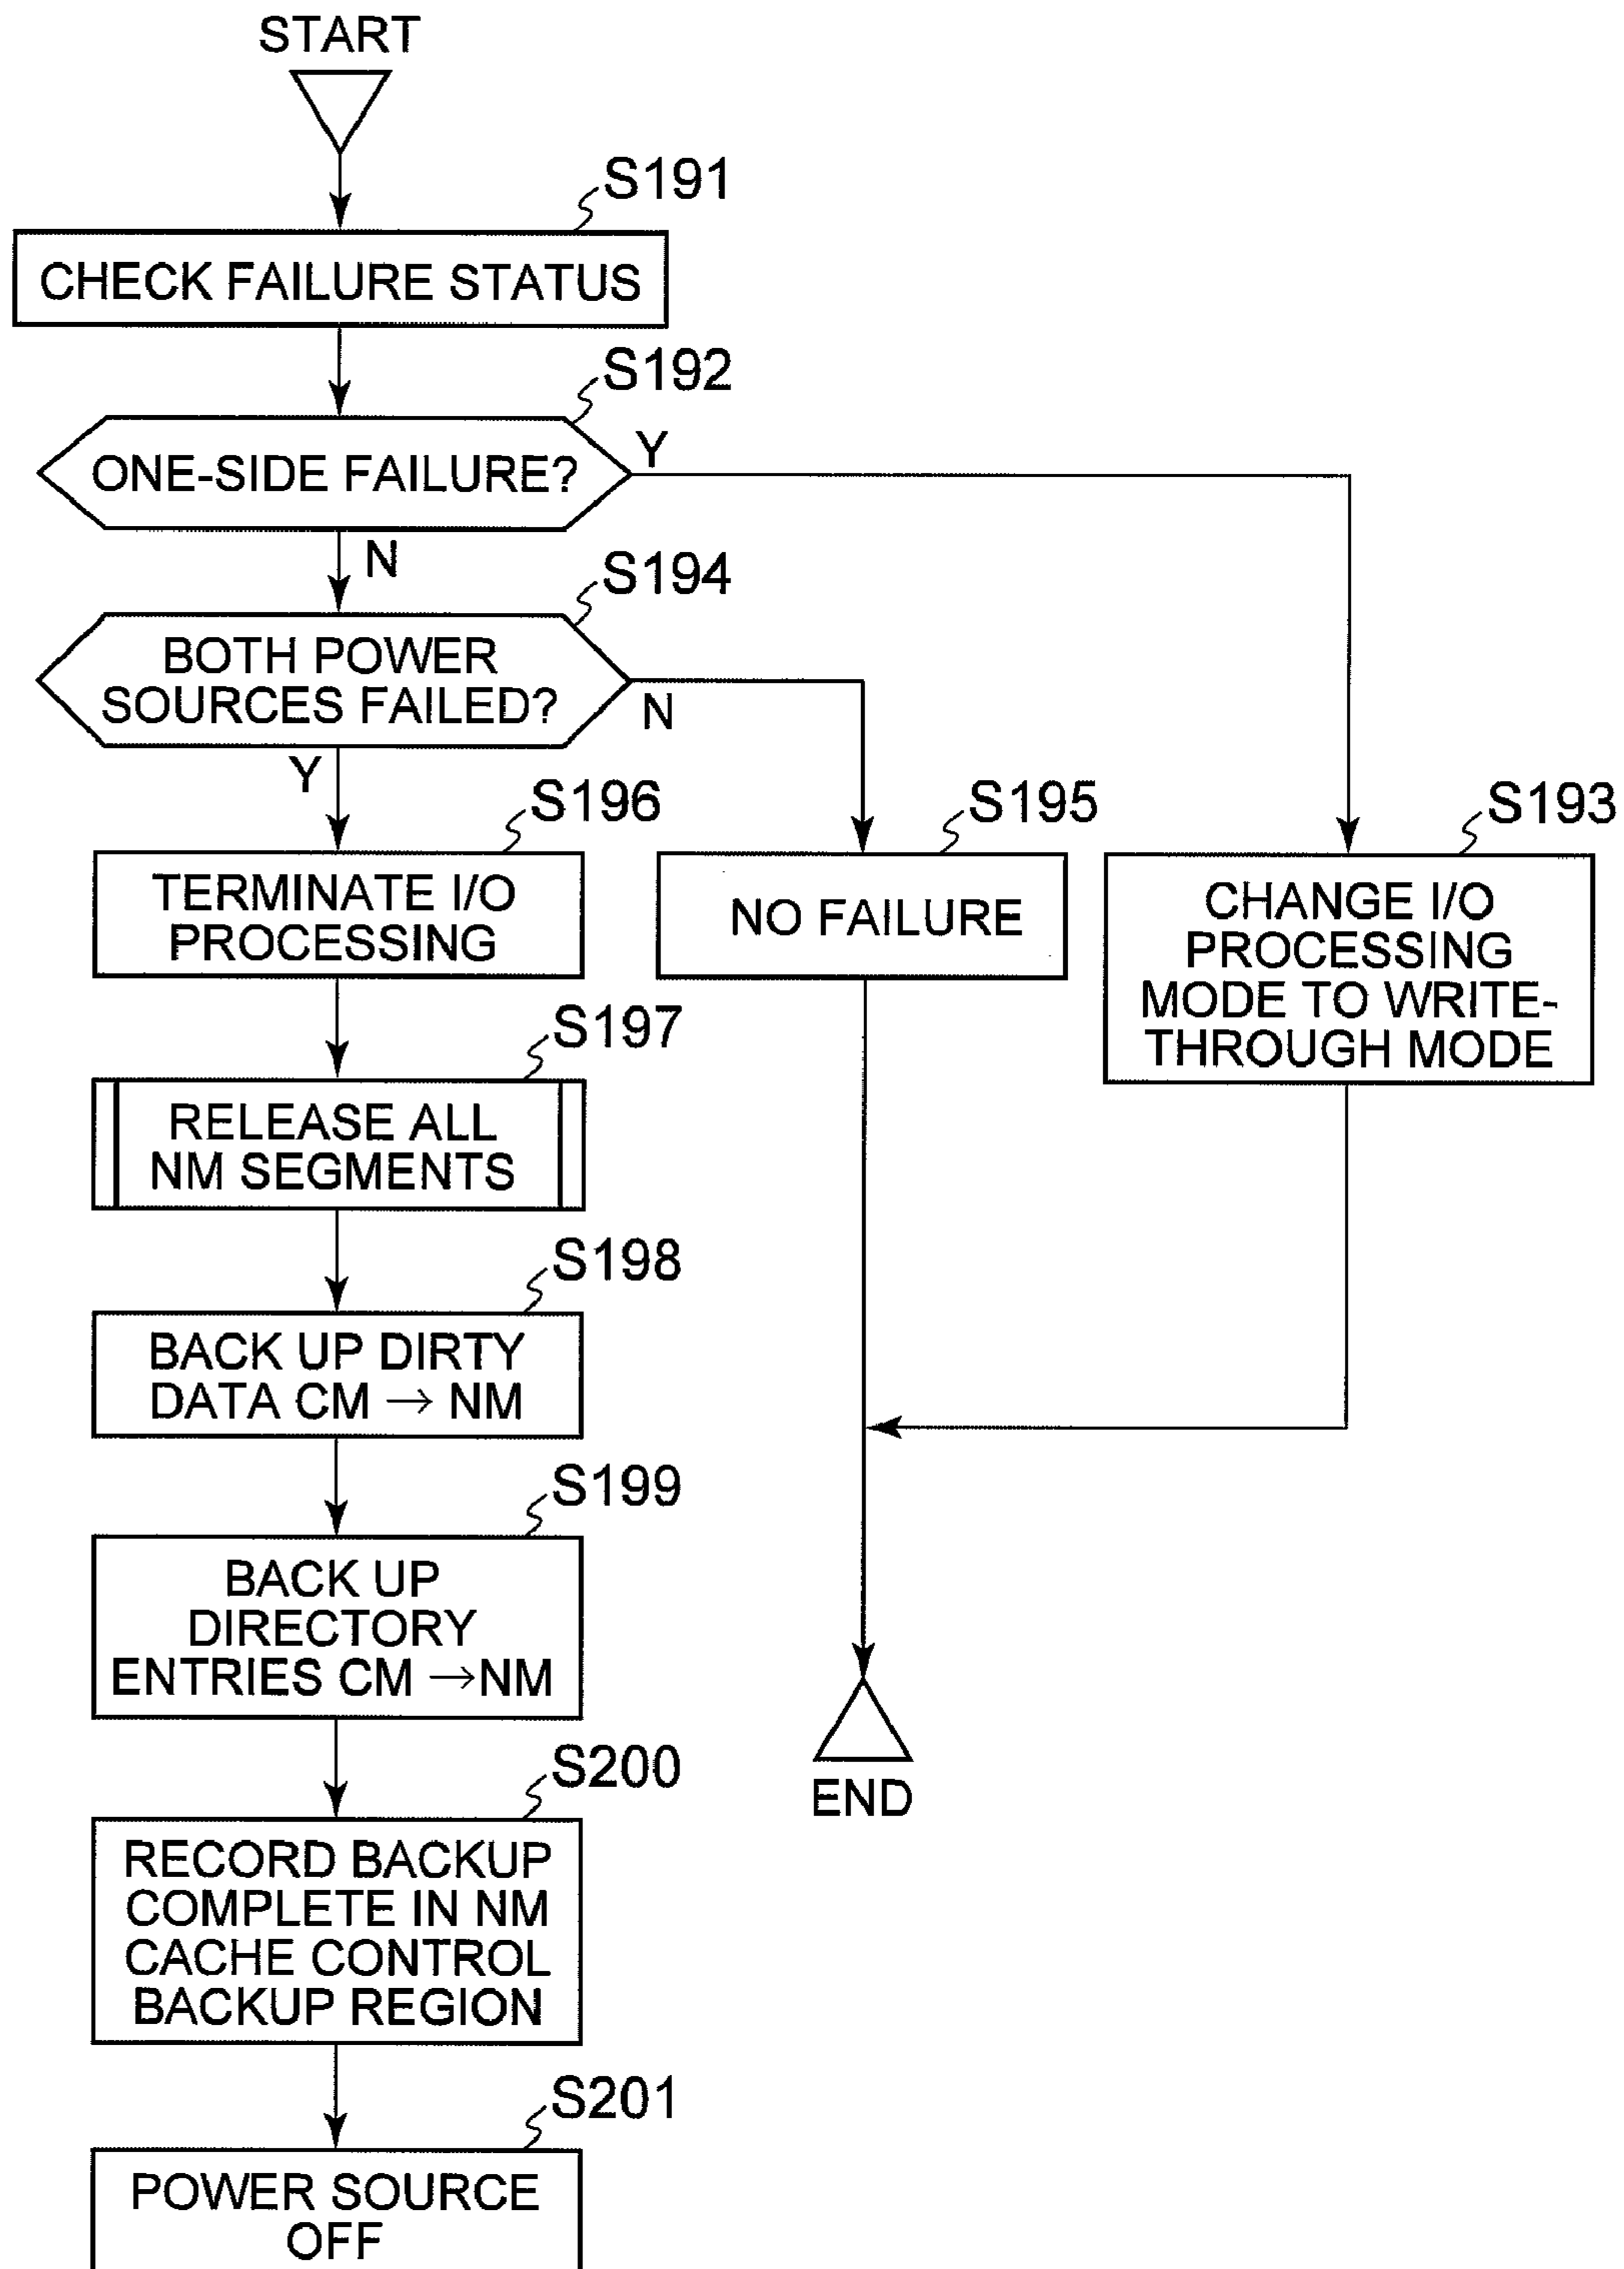 START
S191
CHECK FAILURE STATUS
S192
ONE-SIDE FAILURE?
Y
N
S194
BOTH POWER
SOURCES FAILED?
N
Y
S196
TERMINATE I/O
PROCESSING
S195
NO FAILURE
S193
CHANGE I/O
PROCESSING
MODE TO WRITE-
THROUGH MODE
S197
RELEASE ALL
NM SEGMENTS
S198
BACK UP DIRTY
DATA CM → NM
S199
BACK UP
DIRECTORY
ENTRIES CM →NM
END
S200
RECORD BACKUP
COMPLETE IN NM
CACHE CONTROL
BACKUP REGION
S201
POWER SOURCE
OFF